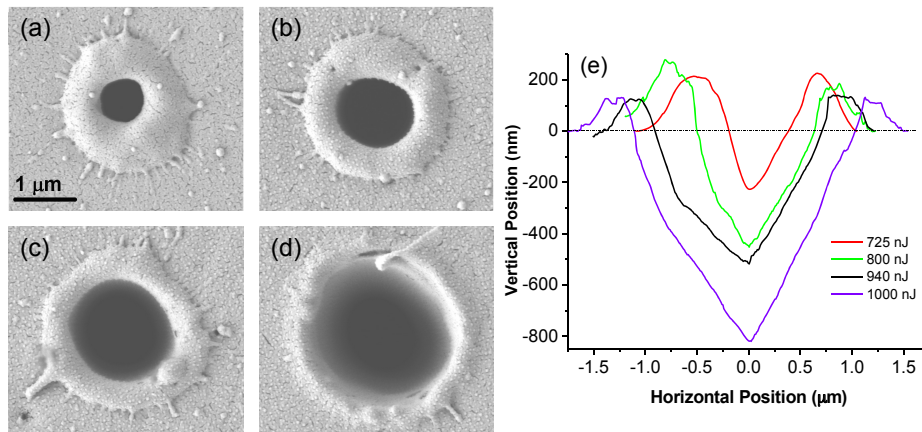 (a)
(b)
1 μm
(c)
(d)
(e)
Vertical Position (nm)
200
0
-200
-400
-600
-800
725 nJ
800 nJ
940 nJ
1000 nJ
-1.5 -1.0 -0.5 0.0 0.5 1.0 1.5
Horizontal Position (μm)